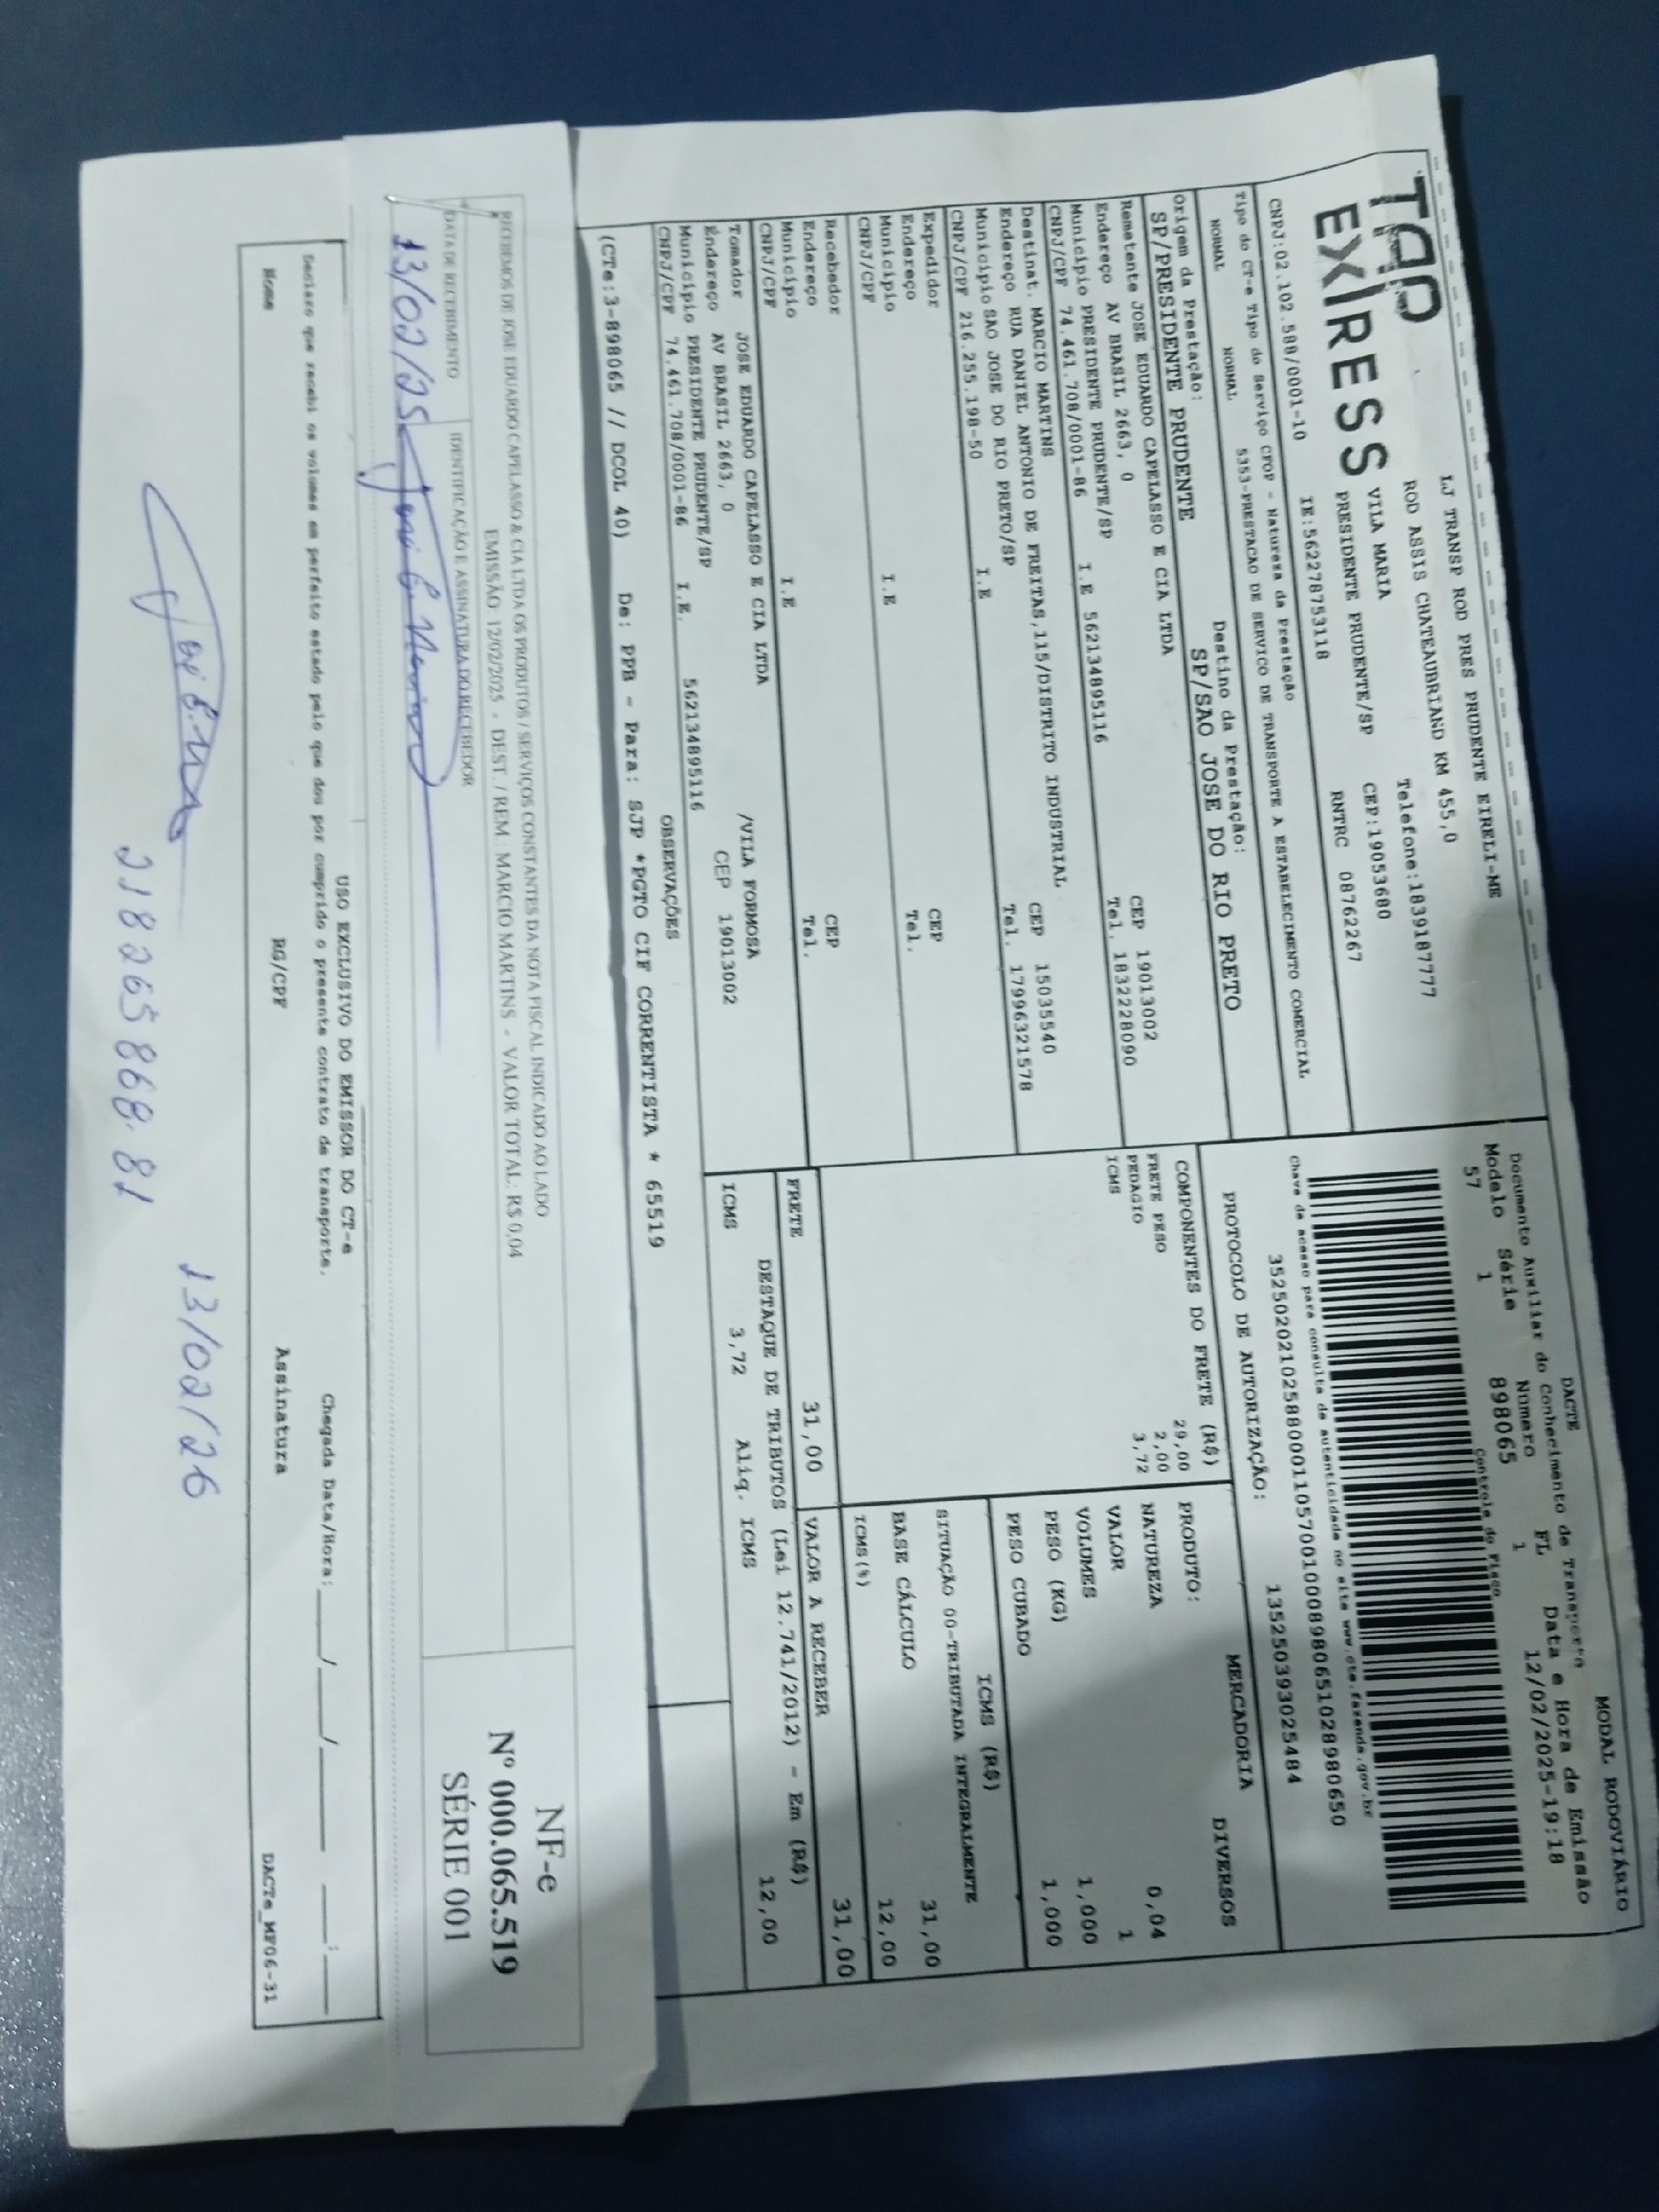 TAP
EXPRESS
LJ TRANSP ROD PRES PRUDENTE EIRELI-ME
ROD ASSIS CHATEAUBRIAND KM 455,0
VILA MARIA
Telefone:1839187777
PRESIDENTE PRUDENTE/SP
CEP:19053680
CNPJ:02.102.588/0001-10 IE:562278753118 RNTRC 08762267
Tipo do CT-e Tipo do Serviço CFOP - Natureza da Prestação
NORMAL NORMAL 5353-PRESTACAO DE SERVICO DE TRANSPORTE A ESTABELECIMENTO COMERCIAL
Origem da Prestação: Destino da Prestação:
SP/PRESIDENTE PRUDENTE SP/SAO JOSE DO RIO PRETO
Remetente JOSE EDUARDO CAPELASSO E CIA LTDA
Endereço AV BRASIL 2663, 0 CEP 19013002
Município PRESIDENTE PRUDENTE/SP Tel. 1832228090
CNPJ/CPF 74.461.708/0001-86 I.E 562134895116
Destinat. MARCIO MARTINS
Endereço RUA DANIEL ANTONIO DE FREITAS,115/DISTRITO INDUSTRIAL CEP 15035540
Município SAO JOSE DO RIO PRETO/SP Tel. 17996321578
CNPJ/CPF 216.255.198-50 I.E
Expedidor
Endereço CEP
Município Tel.
CNPJ/CPF I.E
Recebedor
Endereço CEP
Município Tel.
CNPJ/CPF I.E
Tomador JOSE EDUARDO CAPELASSO E CIA LTDA
Endereço AV BRASIL 2663, 0 /VILA FORMOSA
Município PRESIDENTE PRUDENTE/SP CEP 19013002
CNPJ/CPF 74.461.708/0001-86 I.E. 562134895116
OBSERVAÇÕES
(CTe:3-898065 // DCOL 40) De: PPB - Para: SJP *PGTO CIF CORRENTISTA * 65519
MODAL RODOVIÁRIO
DACTE
Documento Auxiliar do Conhecimento de Transporte
Modelo Série Número FL Data e Hora de Emissão
57 1 898065 1 12/02/2025-19:18
Controle do Fisco
Chave de acesso para consulta de autenticidade no site www.cte.fazenda.gov.br
35250202102588000110570010008980651028980650
PROTOCOLO DE AUTORIZAÇÃO: 135250393025484
COMPONENTES DO FRETE (R$)
FRETE PESO 29,00
PEDAGIO 2,00
ICMS 3,72
MERCADORIA
PRODUTO: DIVERSOS
NATUREZA
VALOR 0,04
VOLUMES 1
PESO (KG) 1,000
PESO CUBADO 1,000
ICMS (R$)
SITUAÇÃO 00-TRIBUTADA INTEGRALMENTE
BASE CÁLCULO 31,00
ICMS(%) 12,00
FRETE 31,00 VALOR A RECEBER 31,00
DESTAQUE DE TRIBUTOS (Lei 12.741/2012) - Em (R$)
ICMS 3,72 Aliq. ICMS 12,00
RECEBEMOS DE JOSE EDUARDO CAPELASSO & CIA LTDA OS PRODUTOS / SERVIÇOS CONSTANTES DA NOTA FISCAL INDICADO AO LADO
EMISSÃO: 12/02/2025 - DEST. / REM.: MARCIO MARTINS - VALOR TOTAL: R$ 0,04
DATA DE RECEBIMENTO IDENTIFICAÇÃO E ASSINATURA DO RECEBEDOR
13/02/25
NF-e
Nº 000.065.519
SÉRIE 001
USO EXCLUSIVO DO EMISSOR DO CT-e
Declaro que recebi os volumes em perfeito estado pelo que dou por cumprido o presente contrato de transporte. Chegada Data/Hora:____/____/______ ____:____
Nome RG/CPF Assinatura DACTe_MF06-31
13/02/26
218265868.81